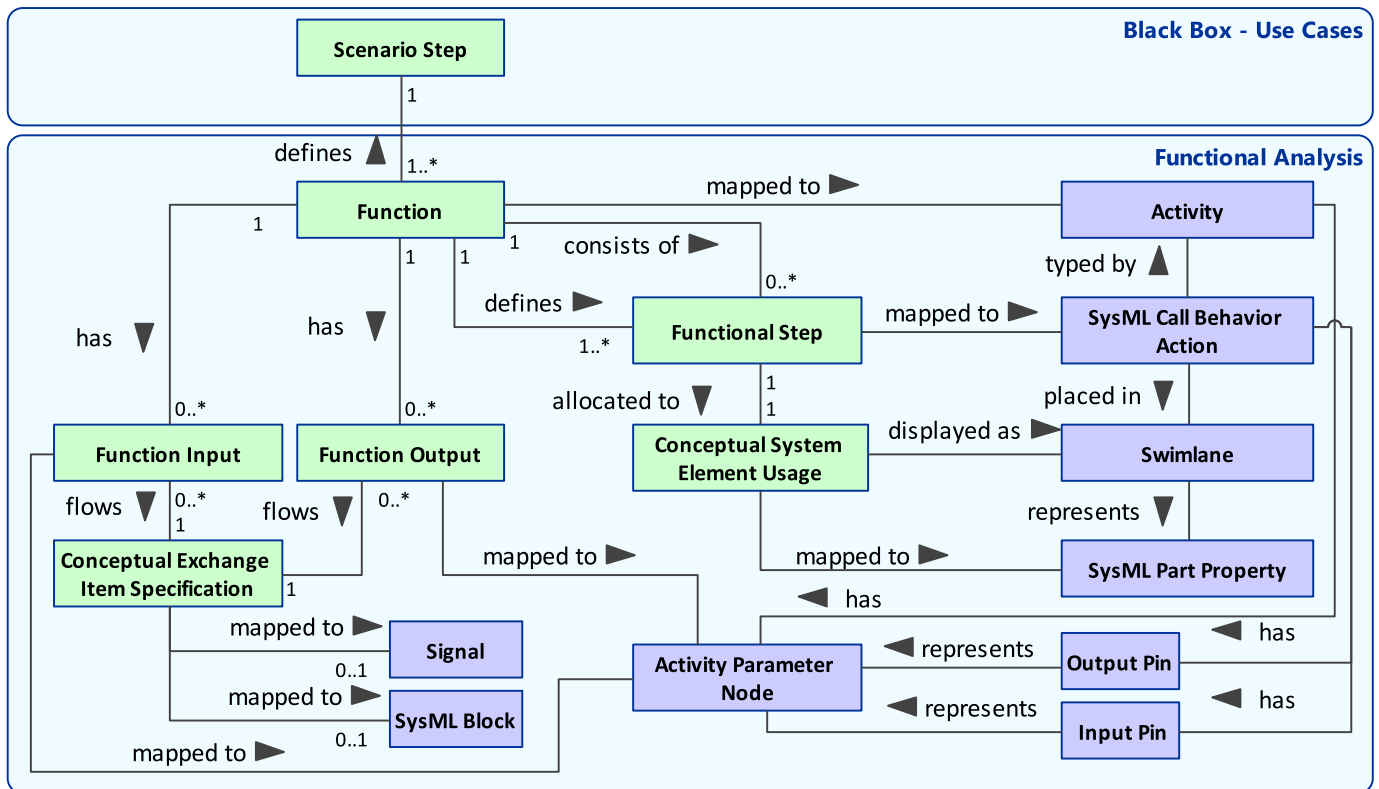 Black Box - Use Cases
Scenario Step
1
defines
1..*
Functional Analysis
Function
mapped to
Activity
1
1
1
1
consists of
typed by
0..*
defines
has
has
1..*
Functional Step
mapped to
SysML Call Behavior
Action
1
allocated to
1
placed in
0..*
0..*
displayed as
Function Input
Function Output
Conceptual System
Element Usage
Swimlane
flows
0..*
1
flows
0..*
represents
Conceptual Exchange
Item Specification
1
mapped to
mapped to
SysML Part Property
has
mapped to
0..1
Signal
Activity Parameter
Node
represents
Output Pin
has
mapped to
0..1
SysML Block
represents
Input Pin
has
mapped to